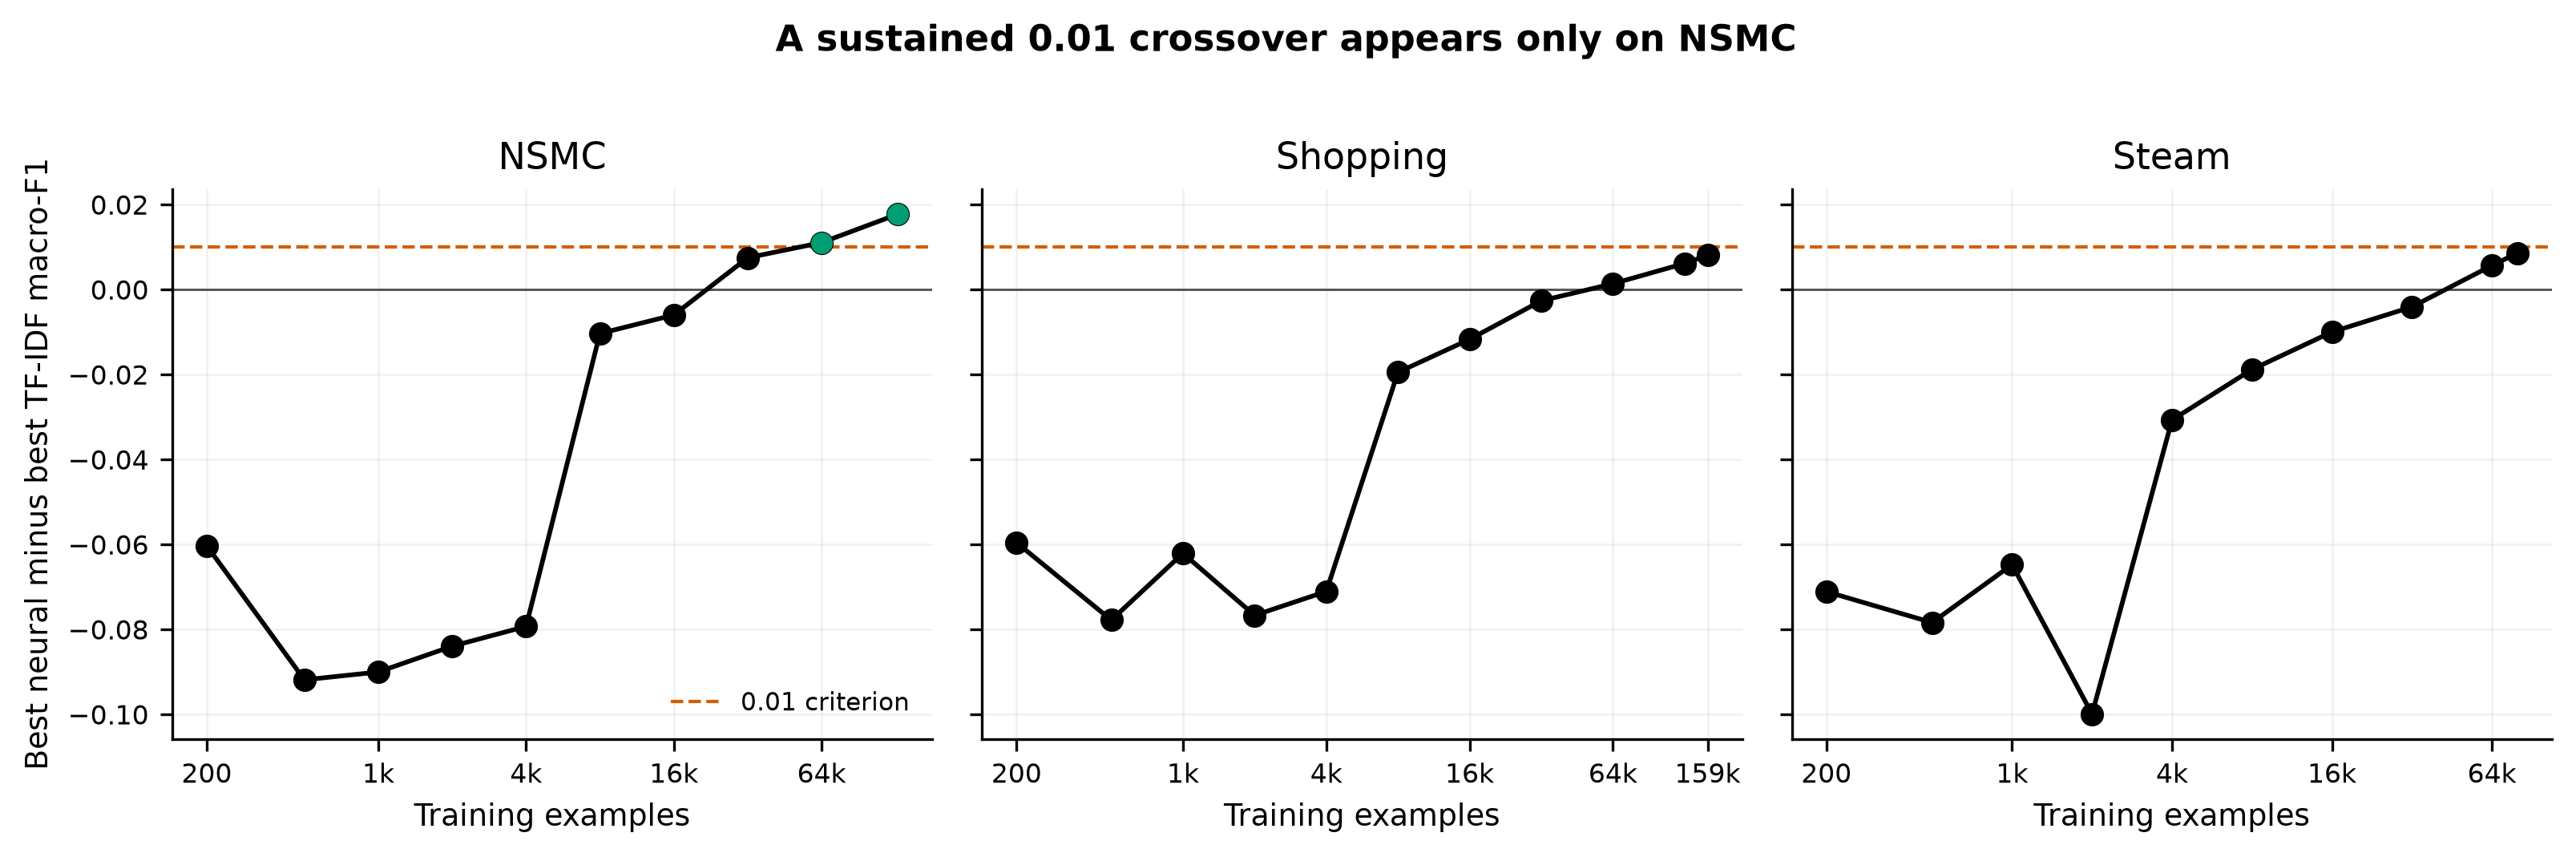 A sustained 0.01 crossover appears only on NSMC
NSMC
Shopping
Steam
Best neural minus best TF-IDF macro-F1
0.02
0.00
−0.02
−0.04
−0.06
−0.08
−0.10
0.01 criterion
200 1k 4k 16k 64k
200 1k 4k 16k 64k 159k
200 1k 4k 16k 64k
Training examples
Training examples
Training examples